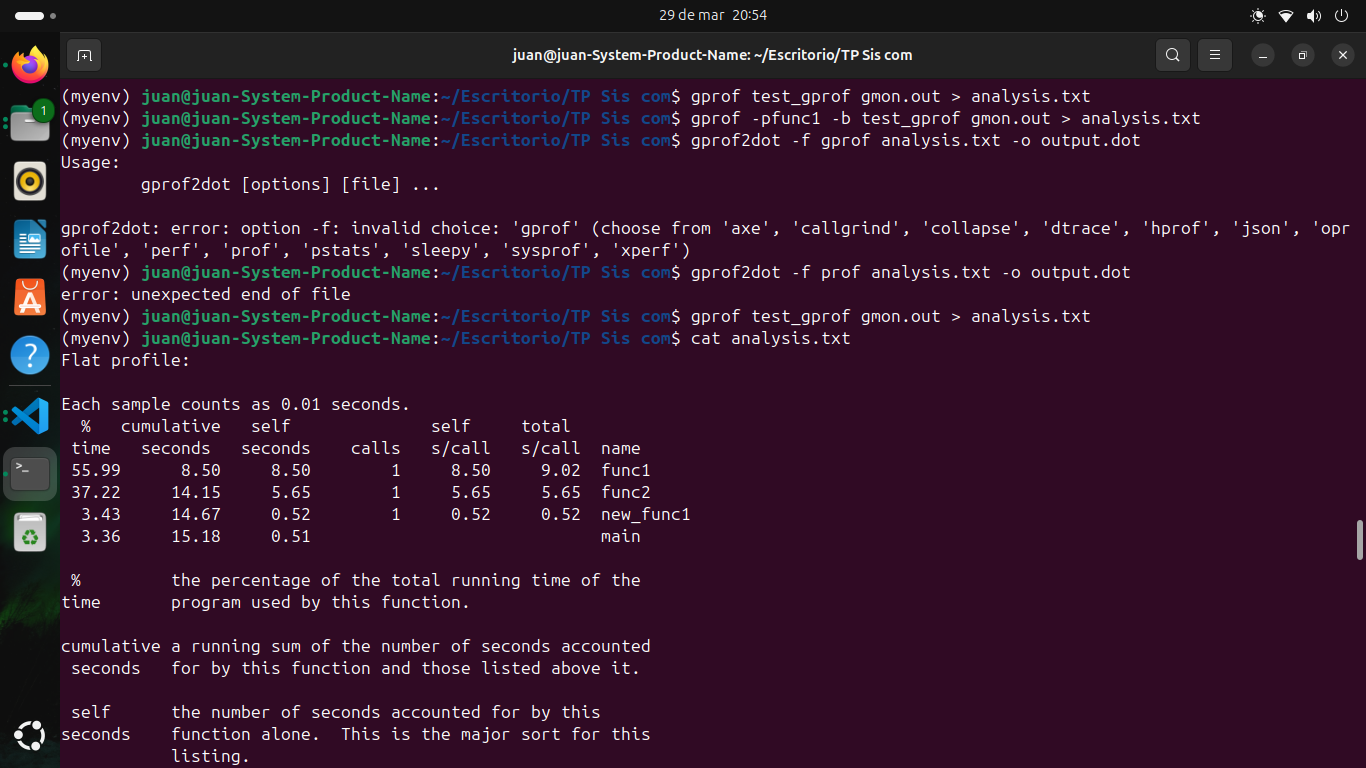 29 de mar 20:54
juan@juan-System-Product-Name: ~/Escritorio/TP Sis com
1
(myenv) juan@juan-System-Product-Name:~/Escritorio/TP Sis com$ gprof test_gprof gmon.out > analysis.txt
(myenv) juan@juan-System-Product-Name:~/Escritorio/TP Sis com$ gprof -pfunc1 -b test_gprof gmon.out > analysis.txt
(myenv) juan@juan-System-Product-Name:~/Escritorio/TP Sis com$ gprof2dot -f gprof analysis.txt -o output.dot
Usage:
        gprof2dot [options] [file] ...
gprof2dot: error: option -f: invalid choice: 'gprof' (choose from 'axe', 'callgrind', 'collapse', 'dtrace', 'hprof', 'json', 'opr
ofile', 'perf', 'prof', 'pstats', 'sleepy', 'sysprof', 'xperf')
(myenv) juan@juan-System-Product-Name:~/Escritorio/TP Sis com$ gprof2dot -f prof analysis.txt -o output.dot
error: unexpected end of file
(myenv) juan@juan-System-Product-Name:~/Escritorio/TP Sis com$ gprof test_gprof gmon.out > analysis.txt
(myenv) juan@juan-System-Product-Name:~/Escritorio/TP Sis com$ cat analysis.txt
Flat profile:
Each sample counts as 0.01 seconds.
  %   cumulative   self              self     total
 time   seconds   seconds    calls   s/call   s/call  name
 55.99      8.50     8.50        1     8.50     9.02  func1
 37.22     14.15     5.65        1     5.65     5.65  func2
  3.43     14.67     0.52        1     0.52     0.52  new_func1
  3.36     15.18     0.51                             main
 %         the percentage of the total running time of the
time       program used by this function.
cumulative a running sum of the number of seconds accounted
 seconds   for by this function and those listed above it.
 self      the number of seconds accounted for by this
seconds    function alone.  This is the major sort for this
           listing.